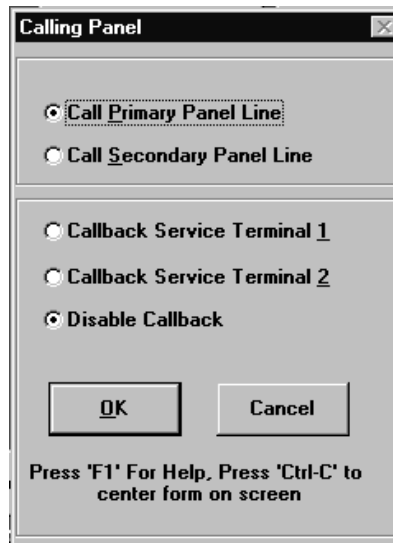 Calling Panel
Call Primary Panel Line
Call Secondary Panel Line
Callback Service Terminal 1
Callback Service Terminal 2
Disable Callback
OK Cancel
Press 'F1' For Help, Press 'Ctrl-C' to
center form on screen